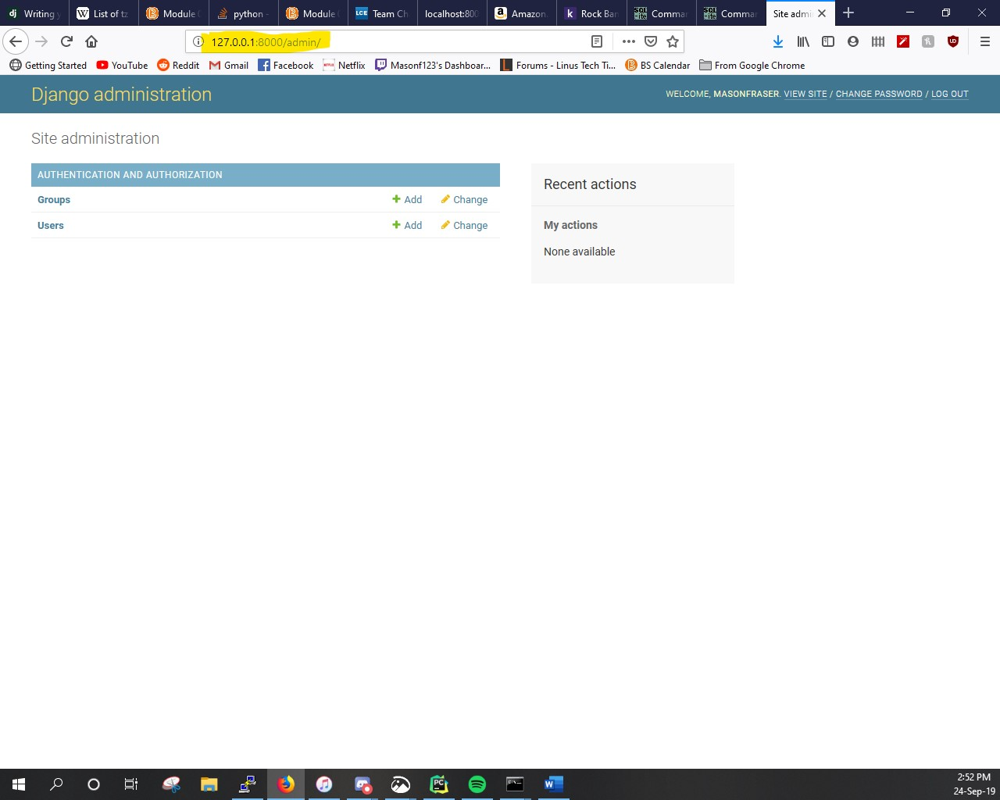 Writing y List of tz Module python - Module Team Ch localhost:800 Amazon. Rock Ban Commar Commar Site admi
127.0.0.1:8000/admin/
Getting Started YouTube Reddit Gmail Facebook Netflix Masonf123's Dashboar... Forums - Linus Tech Ti... BS Calendar From Google Chrome
Django administration
WELCOME, MASONFRASER. VIEW SITE / CHANGE PASSWORD / LOG OUT
Site administration
AUTHENTICATION AND AUTHORIZATION
Groups Add Change
Users Add Change
Recent actions
My actions
None available
2:52 PM
24-Sep-19